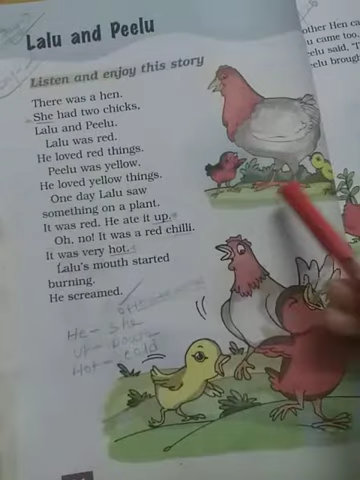 Lalu and Peelu
Listen and enjoy this story
There was a hen.
She had two chicks,
Lalu and Peelu.
Lalu was red.
He loved red things.
Peelu was yellow.
He loved yellow things.
One day Lalu saw
something on a plant.
It was red. He ate it up.
Oh, no! It was a red chilli.
It was very hot.
Lalu's mouth started
burning.
He screamed.
He - she
up - down
Hot - cold
other Hen ca
u came too.
elu said, "T
elu brough